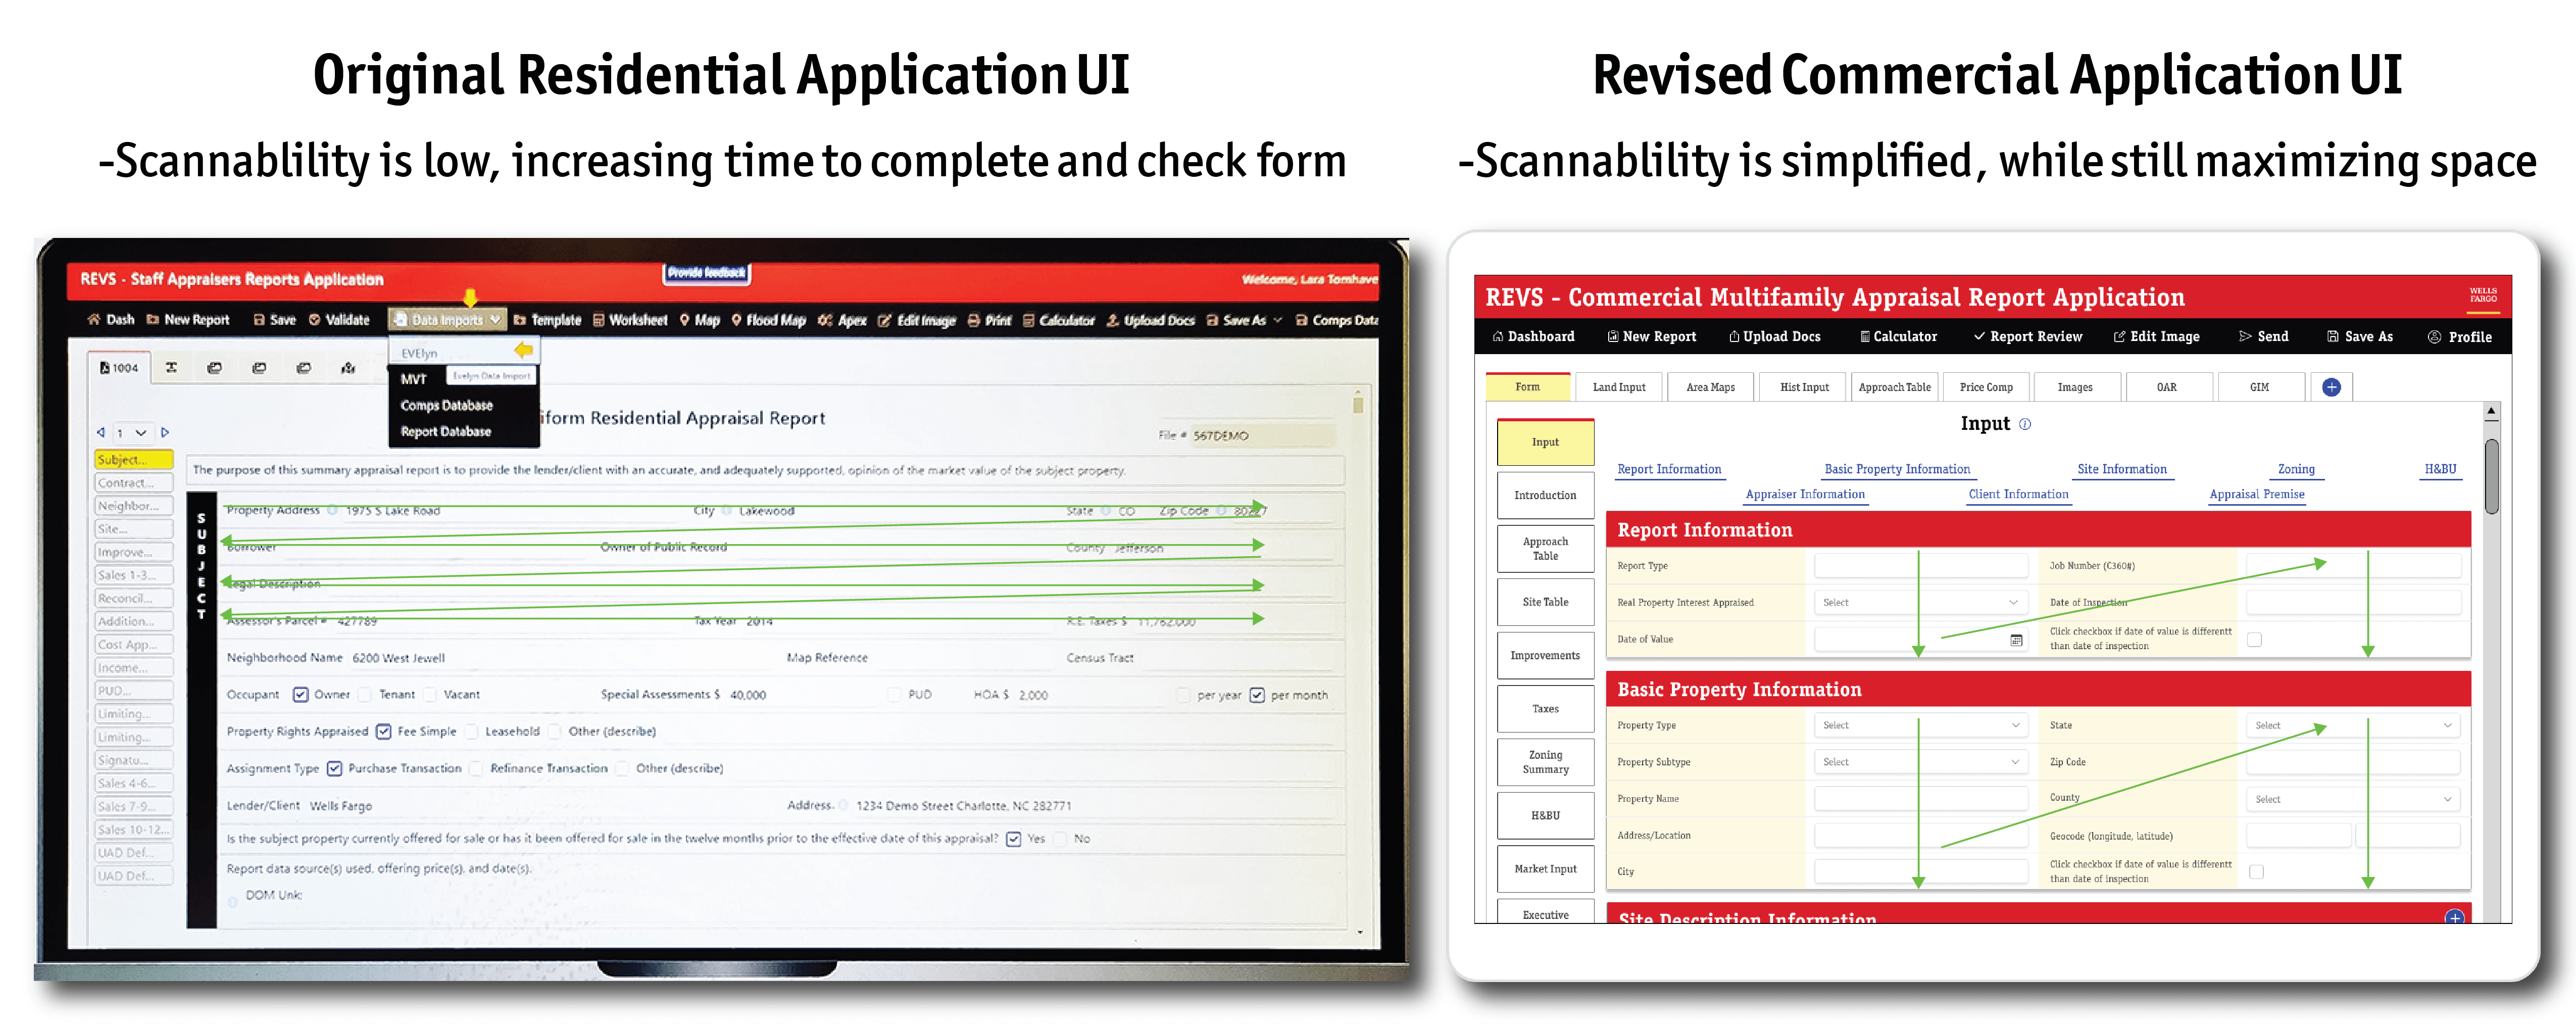 Original Residential Application UI
-Scannablility is low, increasing time to complete and check form
REVS - Staff Appraisers Reports Application
Provide feedback
Welcome, Lara Tomhave
Dash New Report Save Validate Data Imports Template Worksheet Map Flood Map Apex Edit Image Print Calculator Upload Docs Save As Comps Data
EVElyn
MVT
Evelyn Data Import
Comps Database
Report Database
1004
iform Residential Appraisal Report
1
File # 567DEMO
Subject...
Contract...
Neighbor...
Site...
Improve...
Sales 1-3...
Reconcil...
Addition...
Cost App...
Income...
PUD...
Limiting...
Limiting...
Signatu...
Sales 4-6...
Sales 7-9...
Sales 10-12...
UAD Def...
UAD Def...
The purpose of this summary appraisal report is to provide the lender/client with an accurate, and adequately supported, opinion of the market value of the subject property.
SUBJECT
Property Address 1975 S Lake Road City Lakewood State CO Zip Code 80227
Borrower Owner of Public Record County Jefferson
Legal Description
Assessor's Parcel # 427789 Tax Year 2014 R.E. Taxes $ 11,762,000
Neighborhood Name 6200 West Jewell Map Reference Census Tract
Occupant Owner Tenant Vacant Special Assessments $ 40,000 PUD HOA $ 2,000 per year per month
Property Rights Appraised Fee Simple Leasehold Other (describe)
Assignment Type Purchase Transaction Refinance Transaction Other (describe)
Lender/Client Wells Fargo Address. 1234 Demo Street Charlotte, NC 282771
Is the subject property currently offered for sale or has it been offered for sale in the twelve months prior to the effective date of this appraisal? Yes No
Report data source(s) used, offering price(s), and date(s).
DOM Unk:
Revised Commercial Application UI
-Scannablility is simplified, while still maximizing space
REVS - Commercial Multifamily Appraisal Report Application
WELLS
FARGO
Dashboard New Report Upload Docs Calculator Report Review Edit Image Send Save As Profile
Form Land Input Area Maps Hist Input Approach Table Price Comp Images OAR GIM
Input
Introduction
Approach
Table
Site Table
Improvements
Taxes
Zoning
Summary
H&BU
Market Input
Executive
Input
Report Information Basic Property Information Site Information Zoning H&BU
Appraiser Information Client Information Appraisal Premise
Report Information
Report Type Job Number (C360#)
Real Property Interest Appraised Select Date of Inspection
Date of Value Click checkbox if date of value is differentt
than date of inspection
Basic Property Information
Property Type Select State Select
Property Subtype Select Zip Code
Property Name County Select
Address/Location Geocode (longitude, latitude)
City Click checkbox if date of value is differentt
than date of inspection
Site Description Information